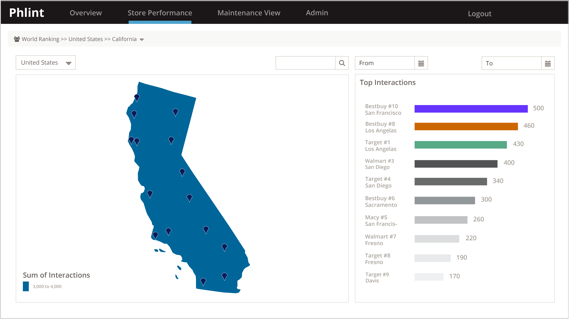 Phlint
Overview
Store Performance
Maintenance View
Admin
Logout
World Ranking >> United States >> California
United States
From
To
Top Interactions
Bestbuy #10
San Francisco
500
Bestbuy #8
Los Angelas
460
Target #1
Los Angelas
430
Walmart #3
San Diego
400
Target #4
San Diego
340
Bestbuy #6
Sacramento
300
Macy #5
San Francis-
260
Walmart #7
Fresno
220
Target #8
Fresno
190
Target #9
Davis
170
Sum of Interactions
3,000 to 4,000